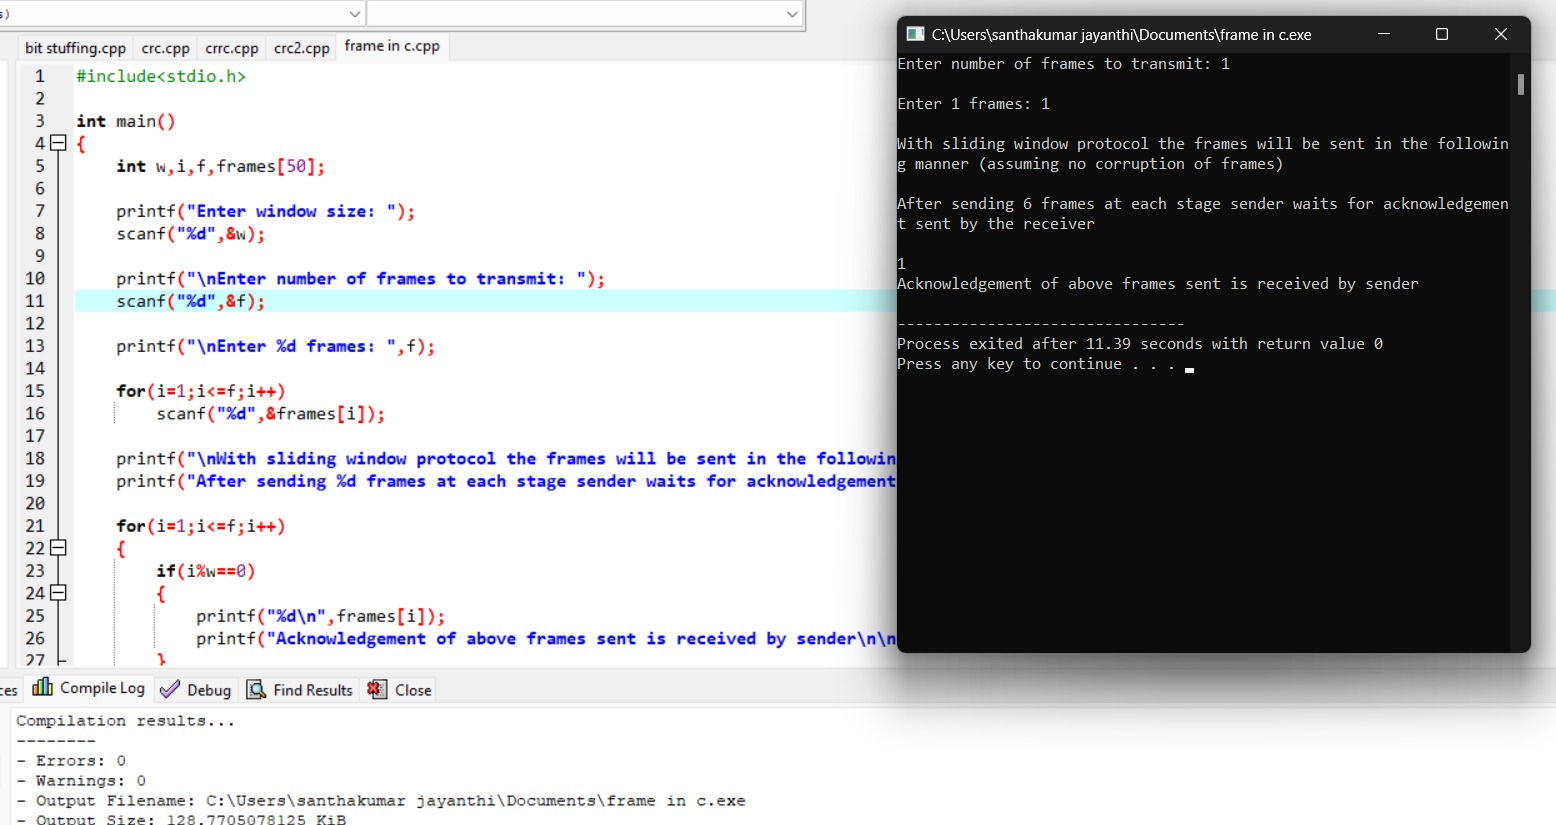 s)
bit stuffing.cpp crc.cpp crrc.cpp crc2.cpp frame in c.cpp
1 #include<stdio.h>
2
3 int main()
4 {
5 int w,i,f,frames[50];
6
7 printf("Enter window size: ");
8 scanf("%d",&w);
9
10 printf("\nEnter number of frames to transmit: ");
11 scanf("%d",&f);
12
13 printf("\nEnter %d frames: ",f);
14
15 for(i=1;i<=f;i++)
16 scanf("%d",&frames[i]);
17
18 printf("\nWith sliding window protocol the frames will be sent in the followin
19 printf("After sending %d frames at each stage sender waits for acknowledgement
20
21 for(i=1;i<=f;i++)
22 {
23 if(i%w==0)
24 {
25 printf("%d\n",frames[i]);
26 printf("Acknowledgement of above frames sent is received by sender\n\n
27 }
C:\Users\santhakumar jayanthi\Documents\frame in c.exe
Enter number of frames to transmit: 1
Enter 1 frames: 1
With sliding window protocol the frames will be sent in the followin
g manner (assuming no corruption of frames)
After sending 6 frames at each stage sender waits for acknowledgemen
t sent by the receiver
1
Acknowledgement of above frames sent is received by sender
--------------------------------
Process exited after 11.39 seconds with return value 0
Press any key to continue . . .
ces Compile Log Debug Find Results Close
Compilation results...
--------
- Errors: 0
- Warnings: 0
- Output Filename: C:\Users\santhakumar jayanthi\Documents\frame in c.exe
- Output Size: 128.7705078125 KiB